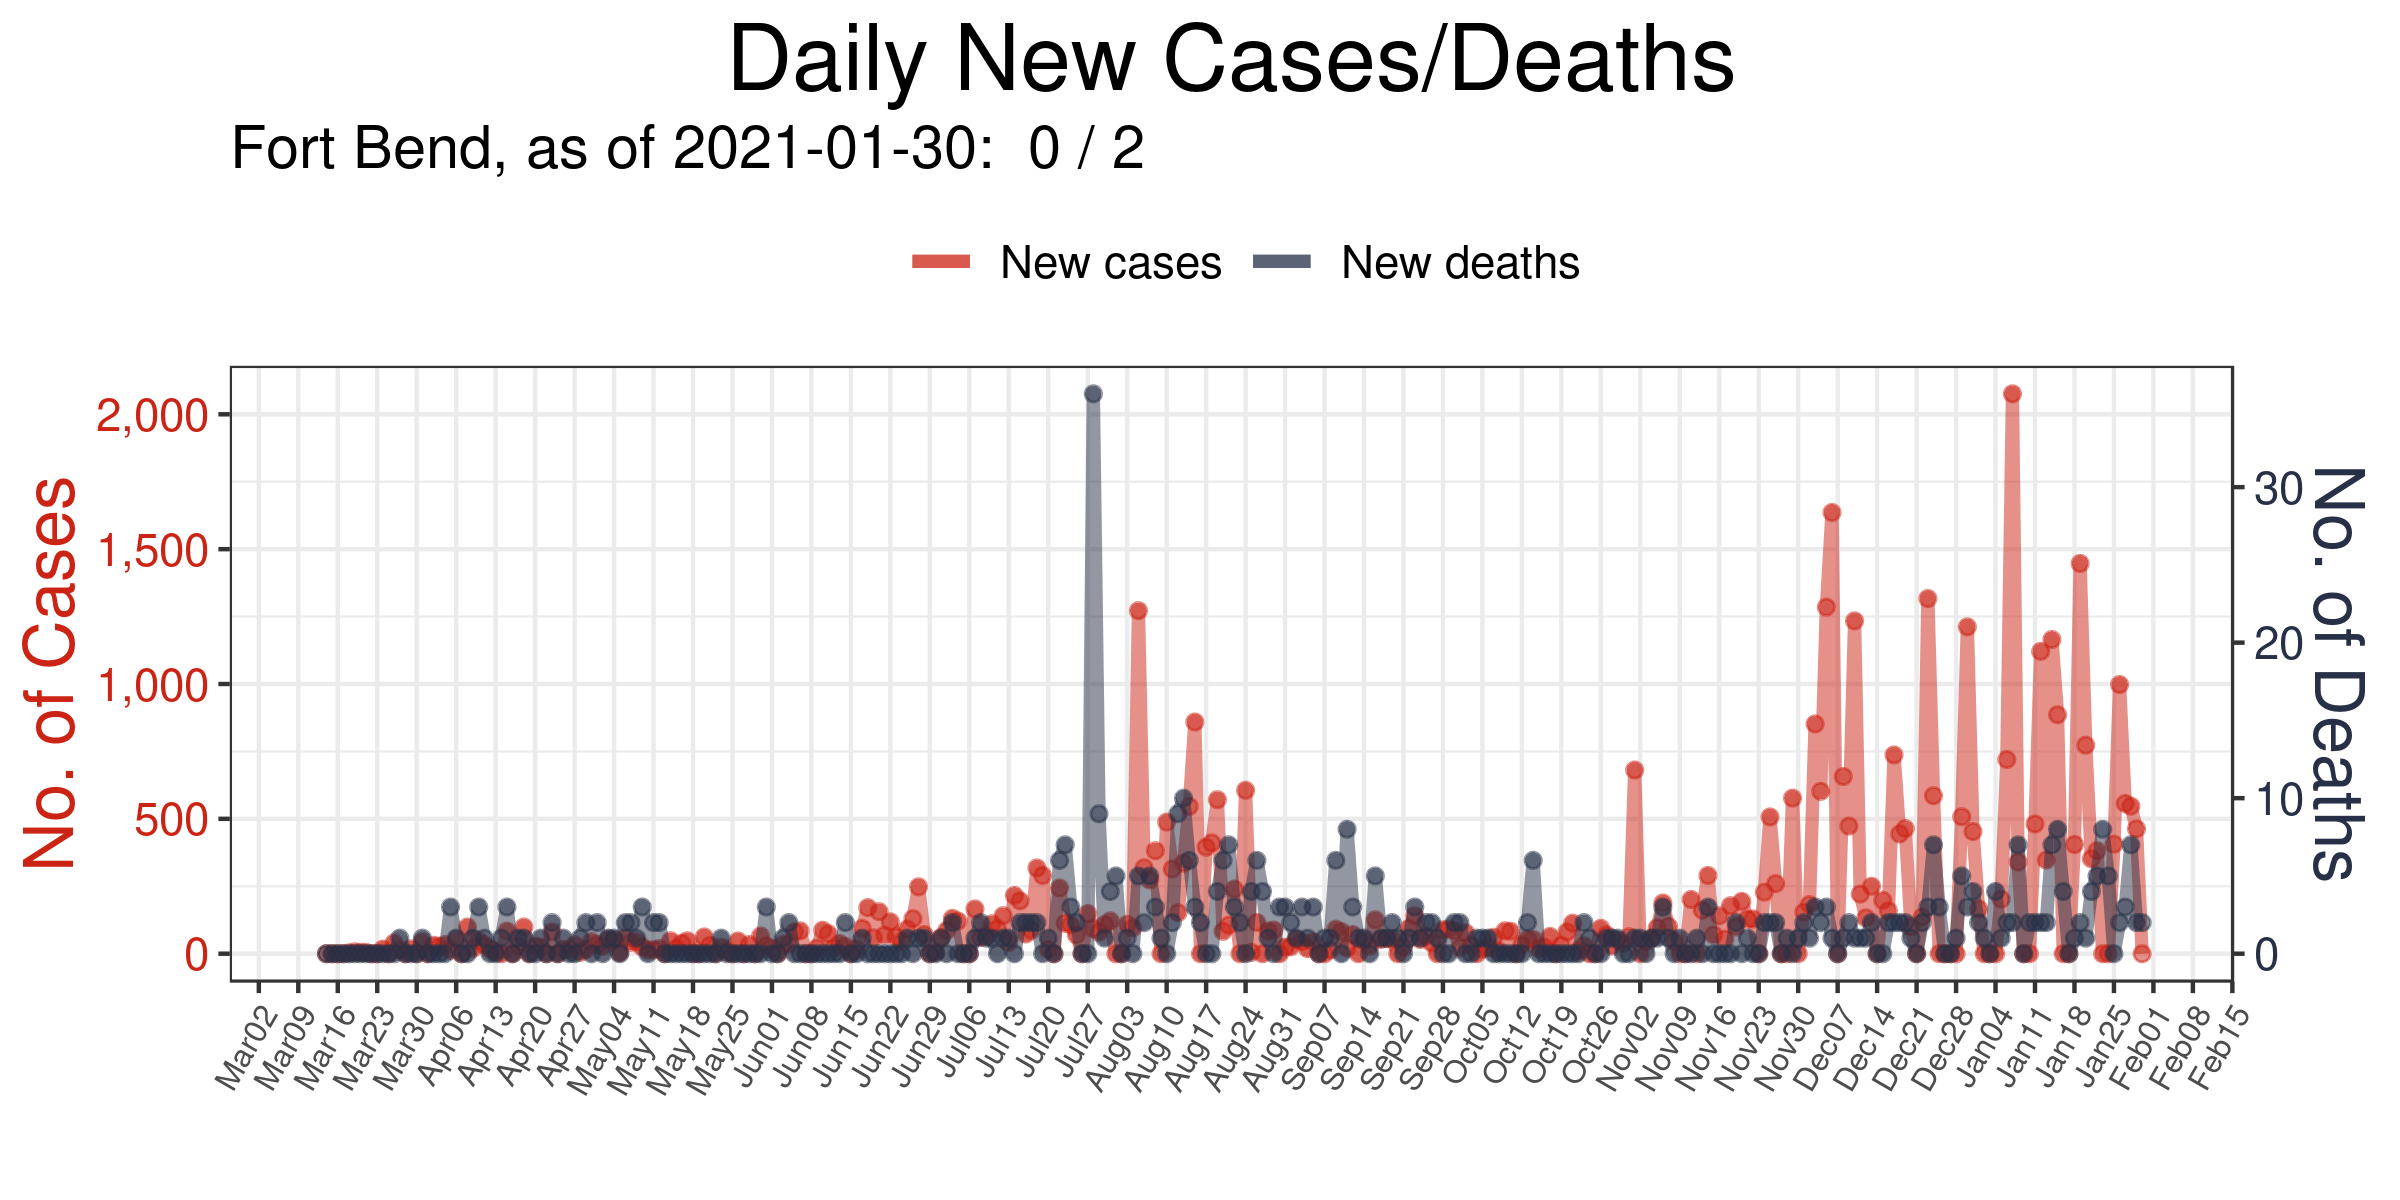 Daily New Cases/Deaths
Fort Bend, as of 2021-01-30:  0 / 2
New cases
New deaths
No. of Cases
2,000
1,500
1,000
500
0
30
20
10
0
No. of Deaths
Mar02
Mar09
Mar16
Mar23
Mar30
Apr06
Apr13
Apr20
Apr27
May04
May11
May18
May25
Jun01
Jun08
Jun15
Jun22
Jun29
Jul06
Jul13
Jul20
Jul27
Aug03
Aug10
Aug17
Aug24
Aug31
Sep07
Sep14
Sep21
Sep28
Oct05
Oct12
Oct19
Oct26
Nov02
Nov09
Nov16
Nov23
Nov30
Dec07
Dec14
Dec21
Dec28
Dec04
Jan04
Jan11
Jan18
Jan25
Feb01
Feb08
Feb15